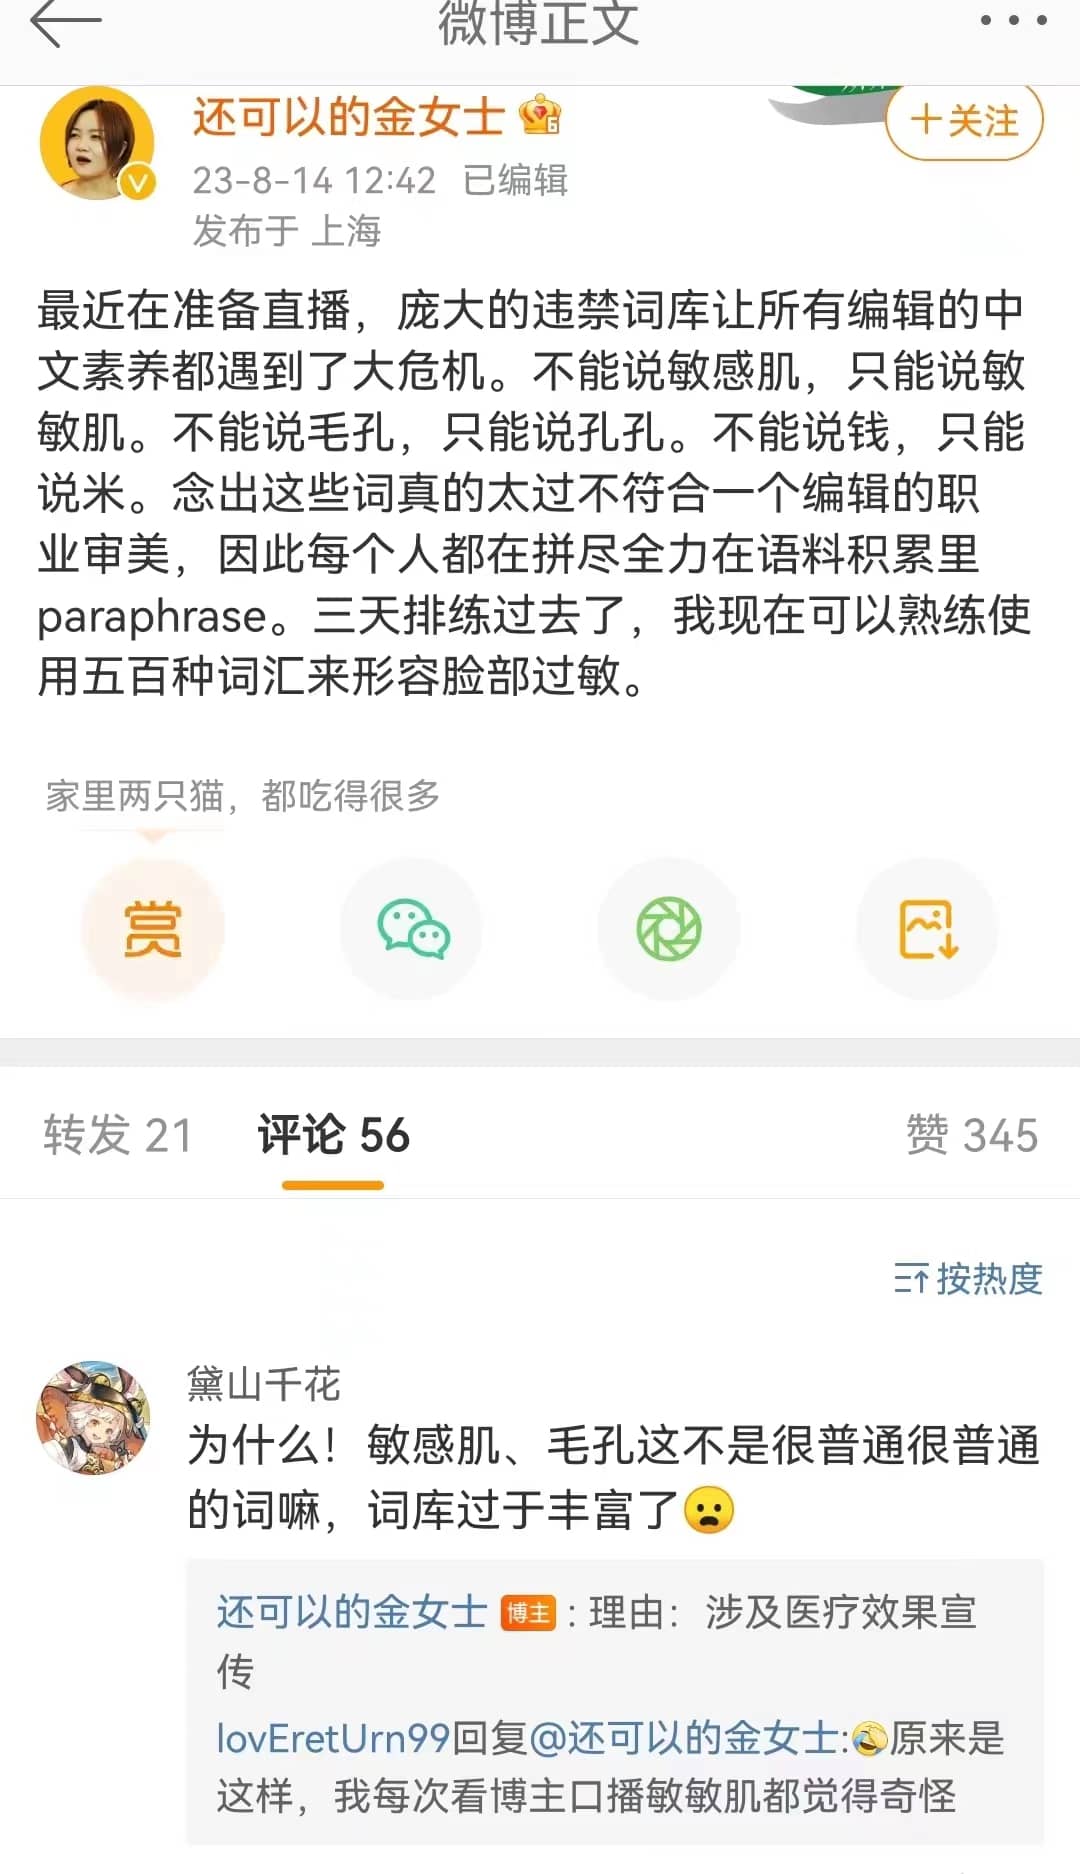 微博正文
还可以的金女士
6
+关注
V
23-8-14 12:42 已编辑
发布于 上海
最近在准备直播，庞大的违禁词库让所有编辑的中
文素养都遇到了大危机。不能说敏感肌，只能说敏
敏肌。不能说毛孔，只能说孔孔。不能说钱，只能
说米。念出这些词真的太过不符合一个编辑的职
业审美，因此每个人都在拼尽全力在语料积累里
paraphrase。三天排练过去了，我现在可以熟练使
用五百种词汇来形容脸部过敏。
家里两只猫，都吃得很多
赏
转发 21
评论 56
赞 345
按热度
黛山千花
为什么！敏感肌、毛孔这不是很普通很普通
的词嘛，词库过于丰富了😦
还可以的金女士 博主 : 理由：涉及医疗效果宣
传
lovEretUrn99回复@还可以的金女士:🤣原来是
这样，我每次看博主口播敏敏肌都觉得奇怪